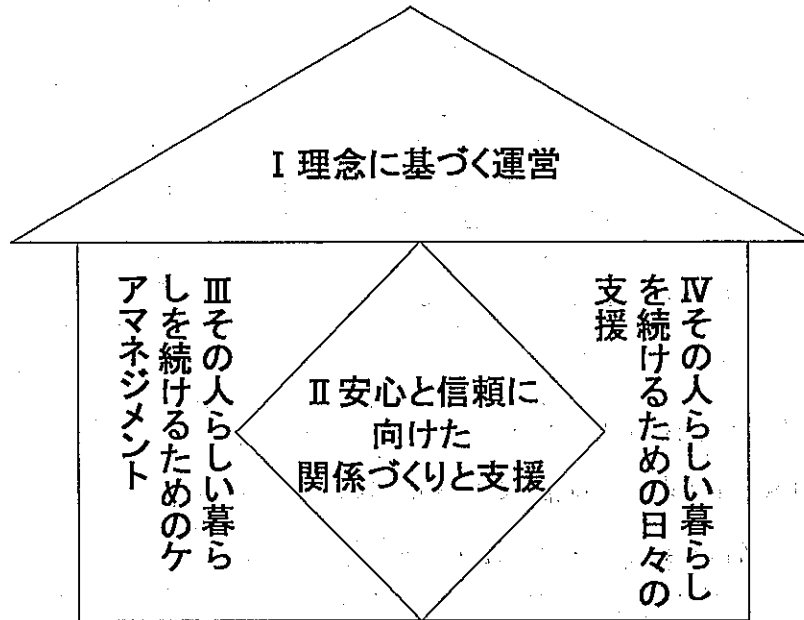 Ⅰ 理念に基づく運営
Ⅲその人らしい暮ら
しを続けるためのケ
アマネジメント
Ⅱ 安心と信頼に
向けた
関係づくりと支援
Ⅳその人らしい暮らし
を続けるための日々の
支援